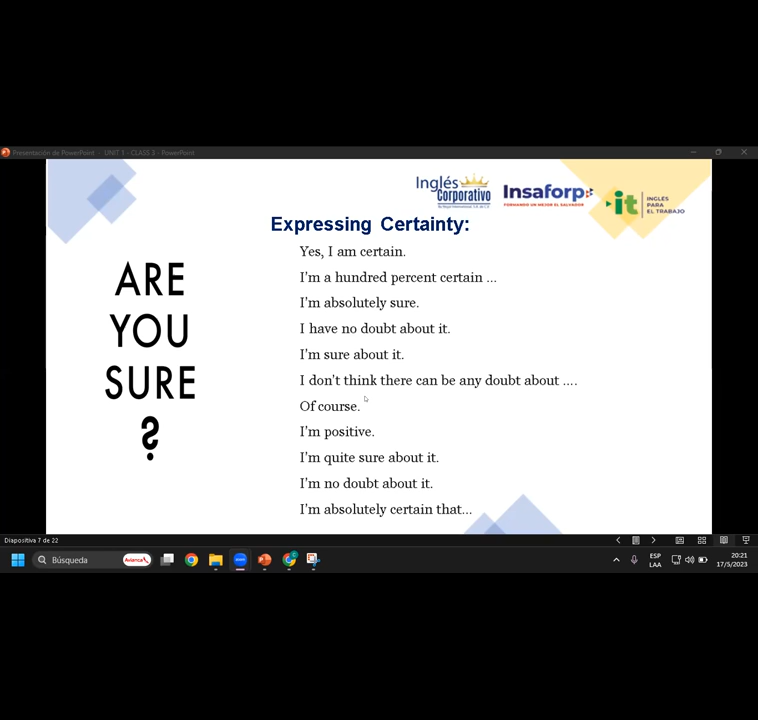 Presentación de PowerPoint - UNIT 1 - CLASS 3 - PowerPoint
Inglés
Corporativo
Insaforp
FORMANDO UN MEJOR EL SALVADOR
it
INGLÉS
PARA
EL TRABAJO
Expressing Certainty:
ARE
YOU
SURE
?
Yes, I am certain.
I'm a hundred percent certain ...
I'm absolutely sure.
I have no doubt about it.
I'm sure about it.
I don't think there can be any doubt about ....
Of course.
I'm positive.
I'm quite sure about it.
I'm no doubt about it.
I'm absolutely certain that...
Diapositiva 7 de 22
Búsqueda
Avianca
zoom
ESP
LAA
20:21
17/5/2023